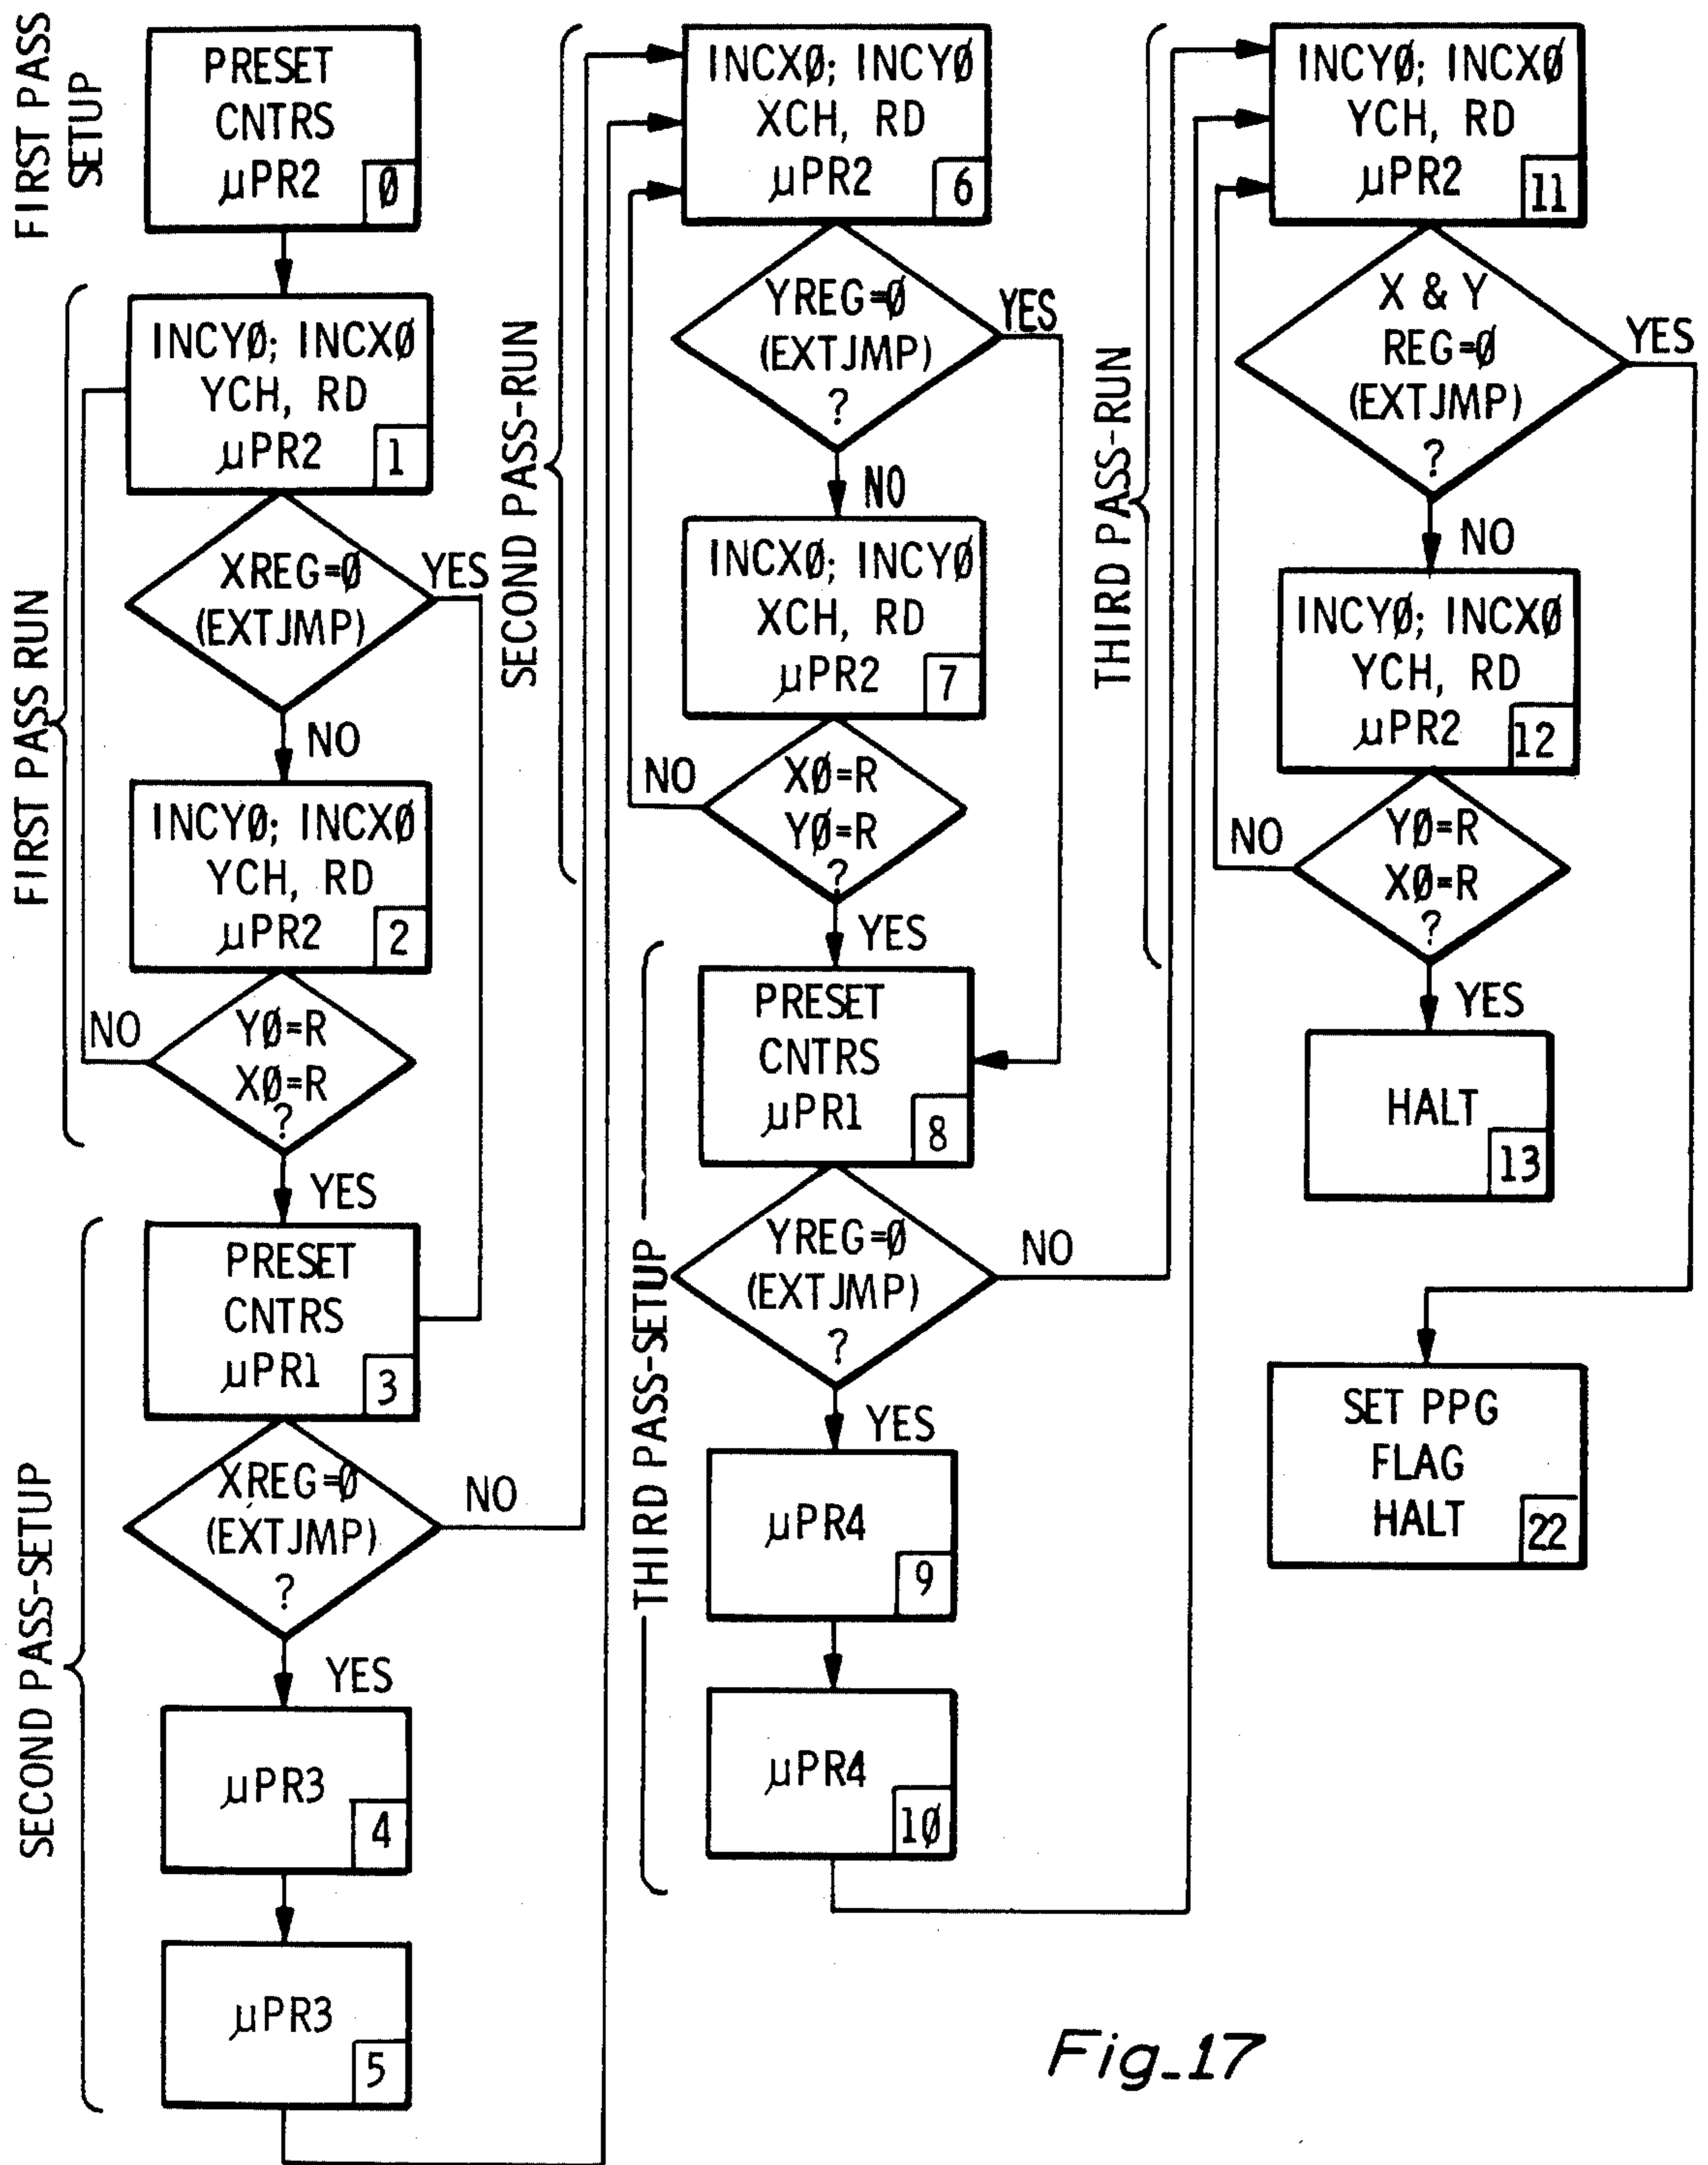 FIRST PASS
SETUP
PRESET
CNTRS
µPR2
Ø
FIRST PASS RUN
INCYØ; INCXØ
YCH, RD
µPR2
1
XREG=Ø
(EXTJMP)
YES
NO
INCYØ; INCXØ
YCH, RD
µPR2
2
NO
YØ=R
XØ=R
?
YES
SECOND PASS-SETUP
PRESET
CNTRS
µPR1
3
XREG=Ø
(EXTJMP)
?
NO
YES
µPR3
4
µPR3
5
SECOND PASS-RUN
INCXØ; INCYØ
XCH, RD
µPR2
6
YREG=Ø
(EXTJMP)
?
YES
NO
INCXØ; INCYØ
XCH, RD
µPR2
7
NO
XØ=R
YØ=R
?
YES
THIRD PASS-SETUP
PRESET
CNTRS
µPR1
8
YREG=Ø
(EXTJMP)
?
NO
YES
µPR4
9
µPR4
1Ø
THIRD PASS-RUN
INCYØ; INCXØ
YCH, RD
µPR2
11
X & Y
REG=Ø
(EXTJMP)
?
YES
NO
INCYØ; INCXØ
YCH, RD
µPR2
12
NO
YØ=R
XØ=R
?
YES
HALT
13
SET PPG
FLAG
HALT
22
Fig_17